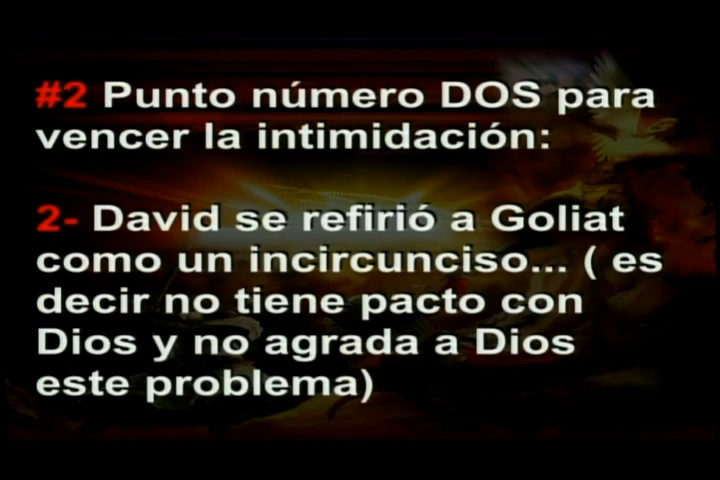 #2 Punto número DOS para
vencer la intimidación:
2- David se refirió a Goliat
como un incircunciso... ( es
decir no tiene pacto con
Dios y no agrada a Dios
este problema)